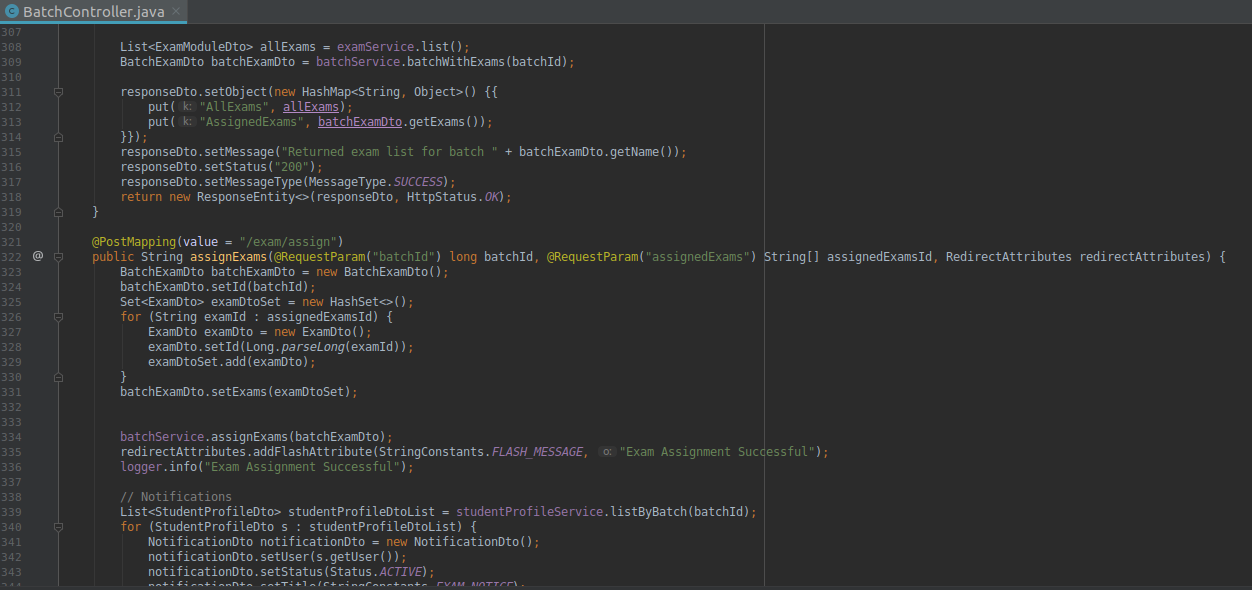 BatchController.java
307
308 List<ExamModuleDto> allExams = examService.list();
309 BatchExamDto batchExamDto = batchService.batchWithExams(batchId);
310
311 responseDto.setObject(new HashMap<String, Object>() {{
312 put( k: "AllExams", allExams);
313 put( k: "AssignedExams", batchExamDto.getExams());
314 }});
315 responseDto.setMessage("Returned exam list for batch " + batchExamDto.getName());
316 responseDto.setStatus("200");
317 responseDto.setMessageType(MessageType.SUCCESS);
318 return new ResponseEntity<>(responseDto, HttpStatus.OK);
319 }
320
321 @PostMapping(value = "/exam/assign")
322 @ public String assignExams(@RequestParam("batchId") long batchId, @RequestParam("assignedExams") String[] assignedExamsId, RedirectAttributes redirectAttributes) {
323 BatchExamDto batchExamDto = new BatchExamDto();
324 batchExamDto.setId(batchId);
325 Set<ExamDto> examDtoSet = new HashSet<>();
326 for (String examId : assignedExamsId) {
327 ExamDto examDto = new ExamDto();
328 examDto.setId(Long.parseLong(examId));
329 examDtoSet.add(examDto);
330 }
331 batchExamDto.setExams(examDtoSet);
332
333
334 batchService.assignExams(batchExamDto);
335 redirectAttributes.addFlashAttribute(StringConstants.FLASH_MESSAGE, o: "Exam Assignment Successful");
336 logger.info("Exam Assignment Successful");
337
338 // Notifications
339 List<StudentProfileDto> studentProfileDtoList = studentProfileService.listByBatch(batchId);
340 for (StudentProfileDto s : studentProfileDtoList) {
341 NotificationDto notificationDto = new NotificationDto();
342 notificationDto.setUser(s.getUser());
343 notificationDto.setStatus(Status.ACTIVE);
344 notificationDto.setTitle(StringConstants.EXAM_NOTICE);